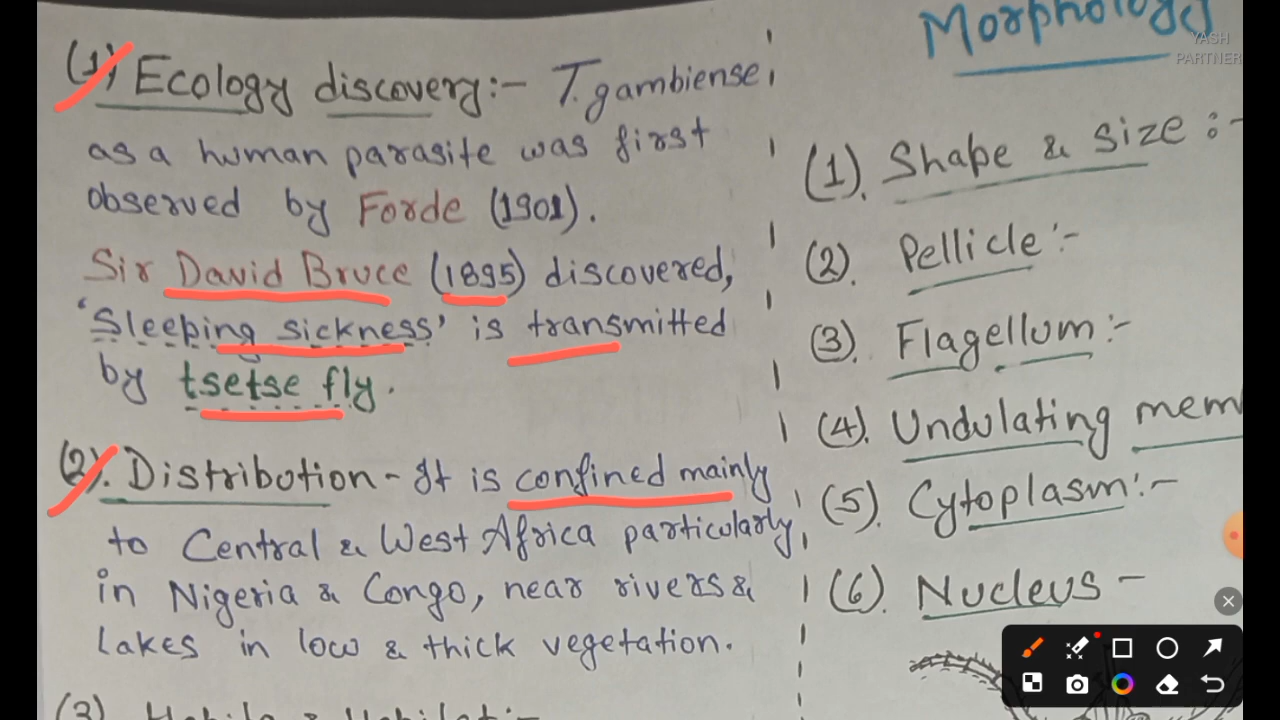 (1) Ecology discovery:- T. gambiense
as a human parasite was first
observed by Forde (1901).
Sir David Bruce (1895) discovered,
'Sleeping sickness' is transmitted
by tsetse fly.
(2). Distribution - It is confined mainly
to Central & West Africa particularly,
in Nigeria & Congo, near rivers &
lakes in low & thick vegetation.
(3)
Morphology
(1). Shape & size :-
(2). Pellicle :-
(3). Flagellum :-
(4). Undulating mem
(5). Cytoplasm :-
(6). Nucleus -
YASH
PARTNER